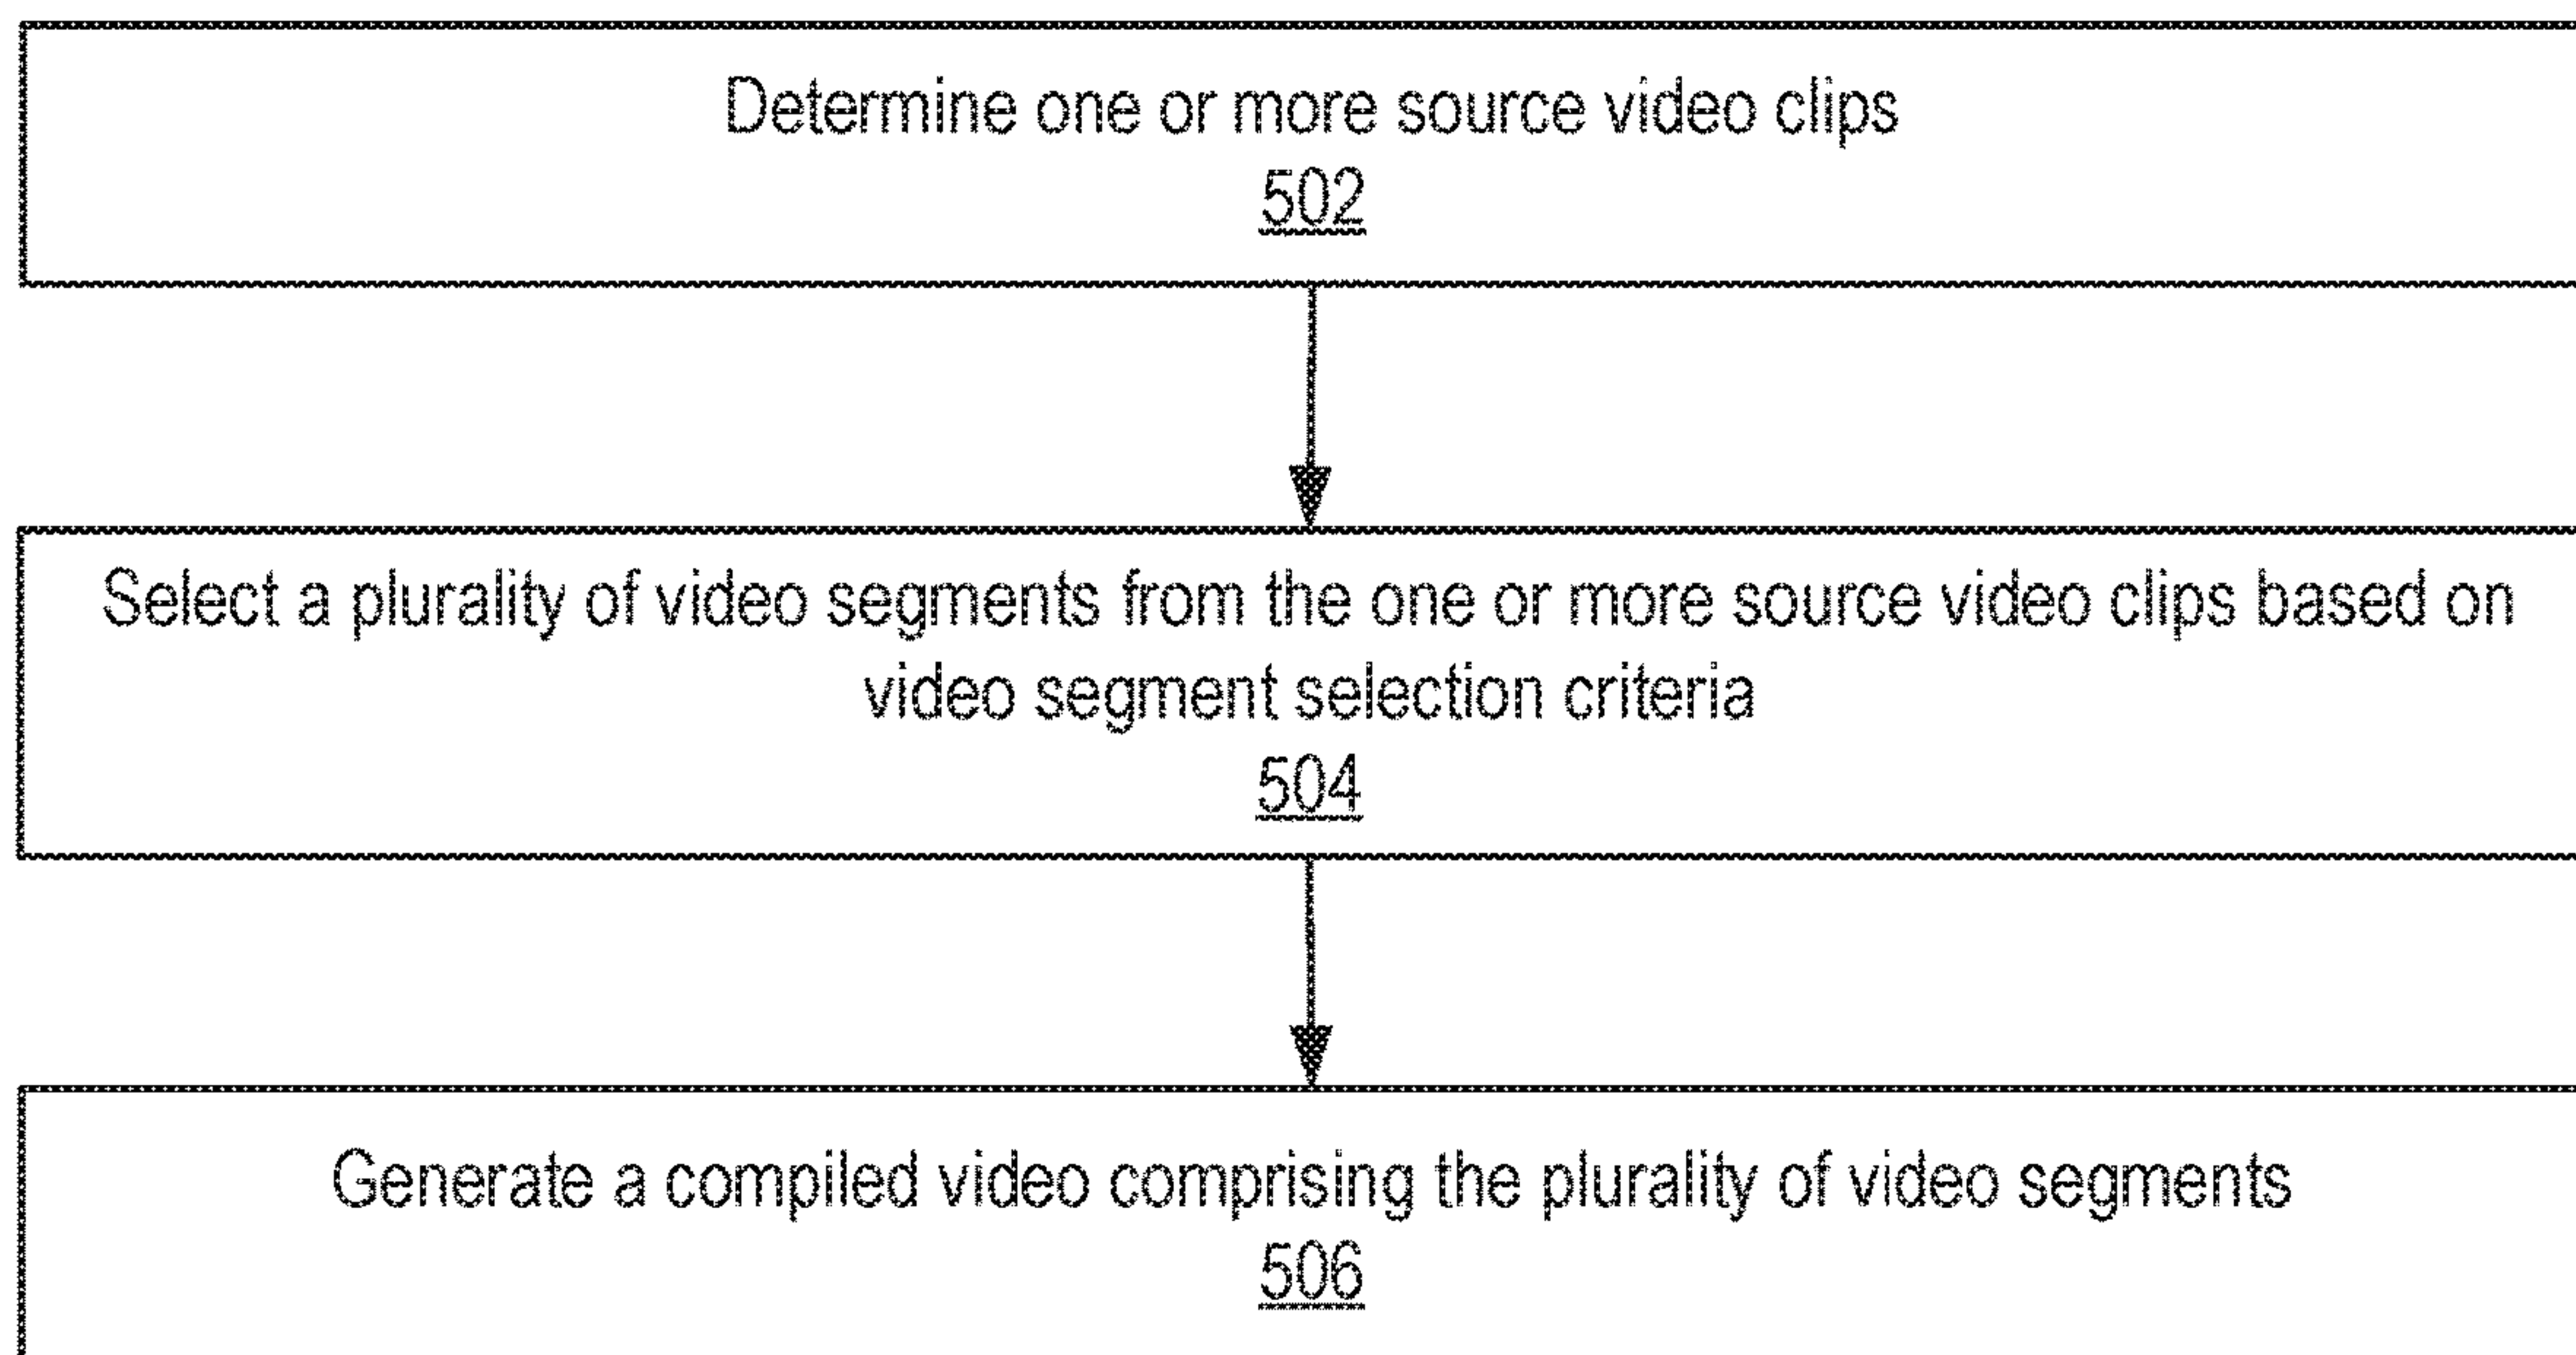 Determine one or more source video clips
502
Select a plurality of video segments from the one or more source video clips based on
video segment selection criteria
504
Generate a compiled video comprising the plurality of video segments
506